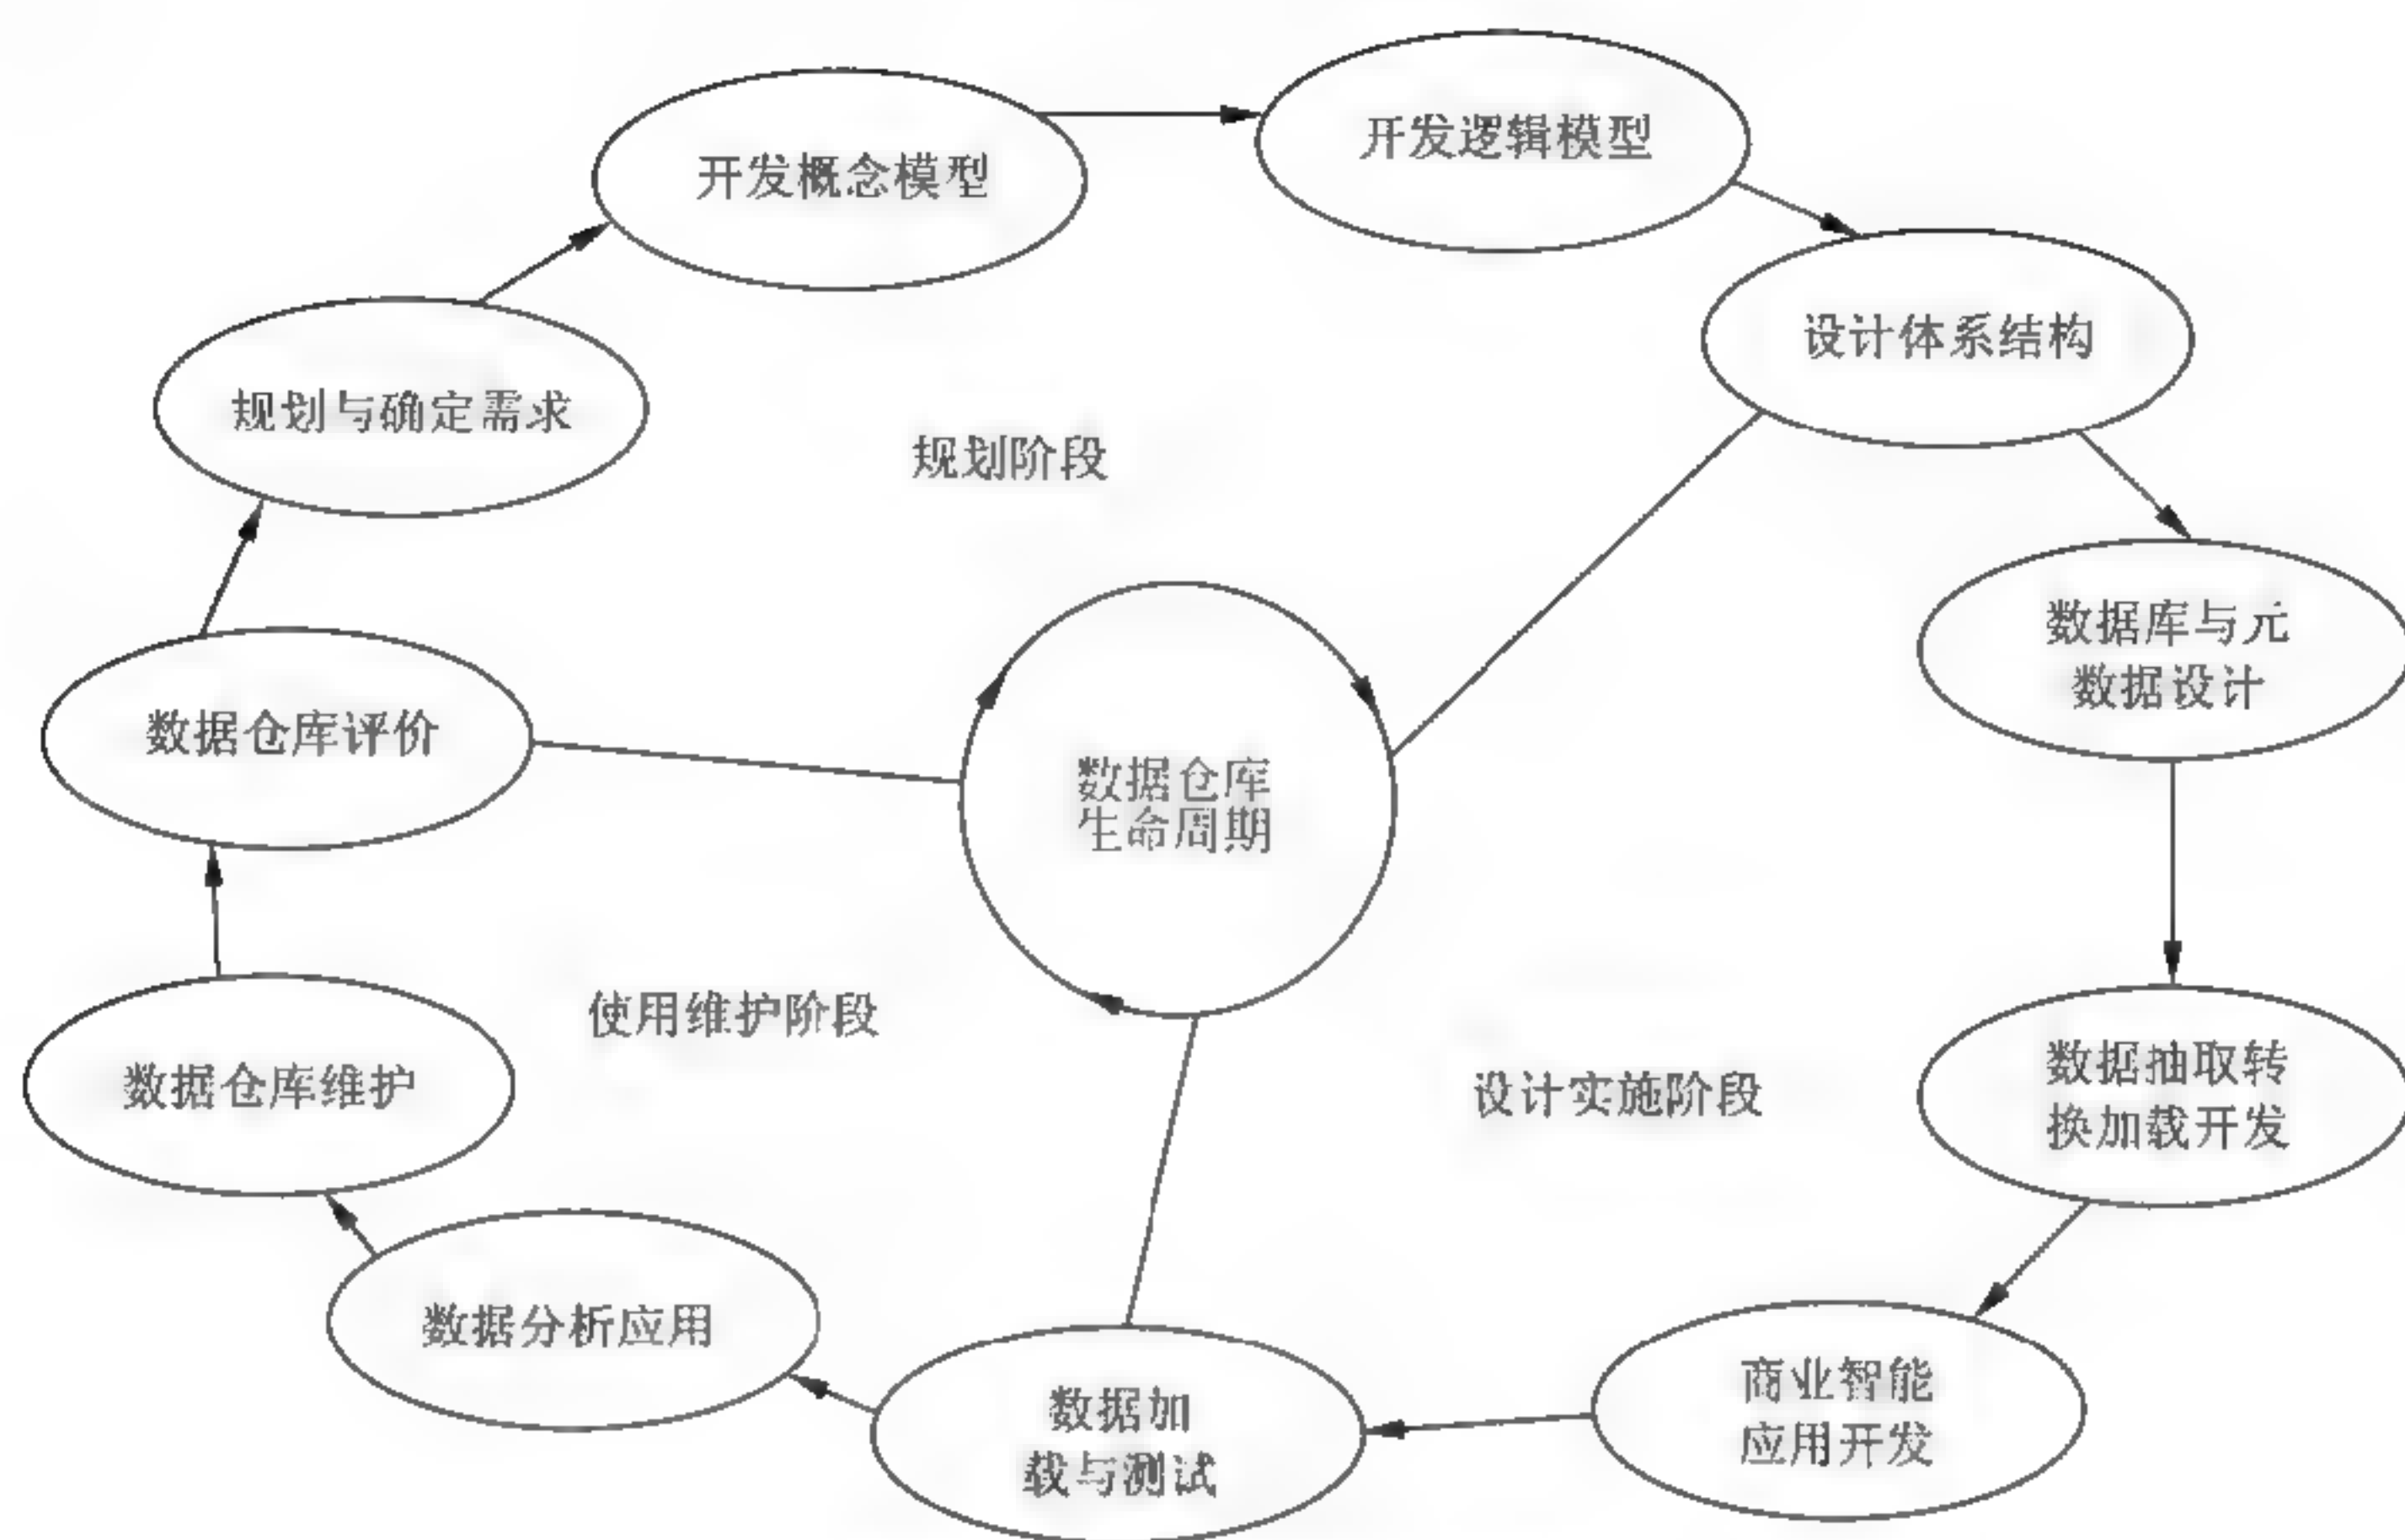 开发概念模型
开发逻辑模型
设计体系结构
规划与确定需求
规划阶段
数据库与元
数据设计
数据仓库评价
数据仓库
生命周期
使用维护阶段
设计实施阶段
数据抽取转
换加载开发
数据仓库维护
数据分析应用
数据加
载与测试
商业智能
应用开发